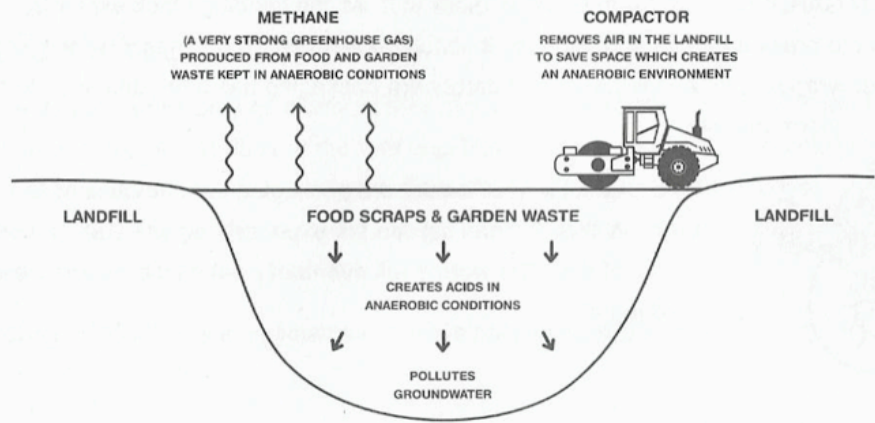 METHANE
(A VERY STRONG GREENHOUSE GAS)
PRODUCED FROM FOOD AND GARDEN
WASTE KEPT IN ANAEROBIC CONDITIONS
COMPACTOR
REMOVES AIR IN THE LANDFILL
TO SAVE SPACE WHICH CREATES
AN ANAEROBIC ENVIRONMENT
LANDFILL
FOOD SCRAPS & GARDEN WASTE
LANDFILL
CREATES ACIDS IN
ANAEROBIC CONDITIONS
POLLUTES
GROUNDWATER